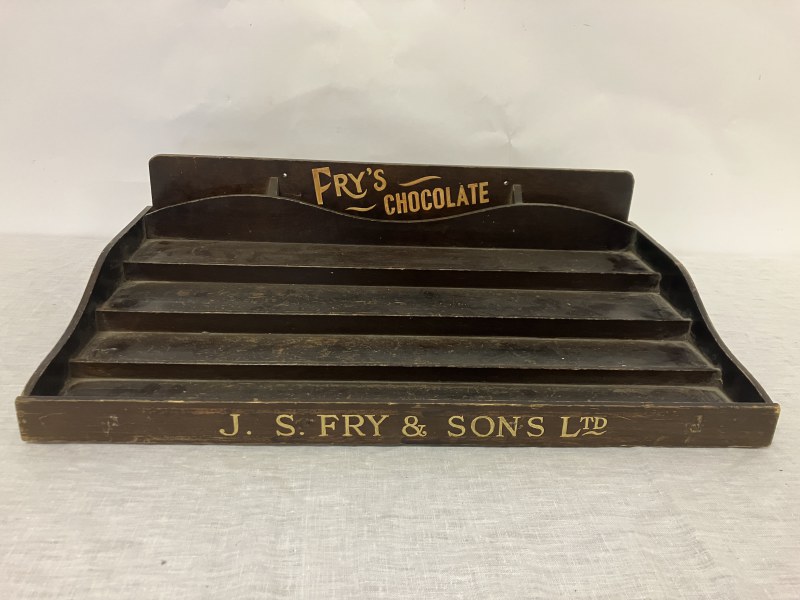 FRY'S
CHOCOLATE
J. S. FRY & SONS LTD